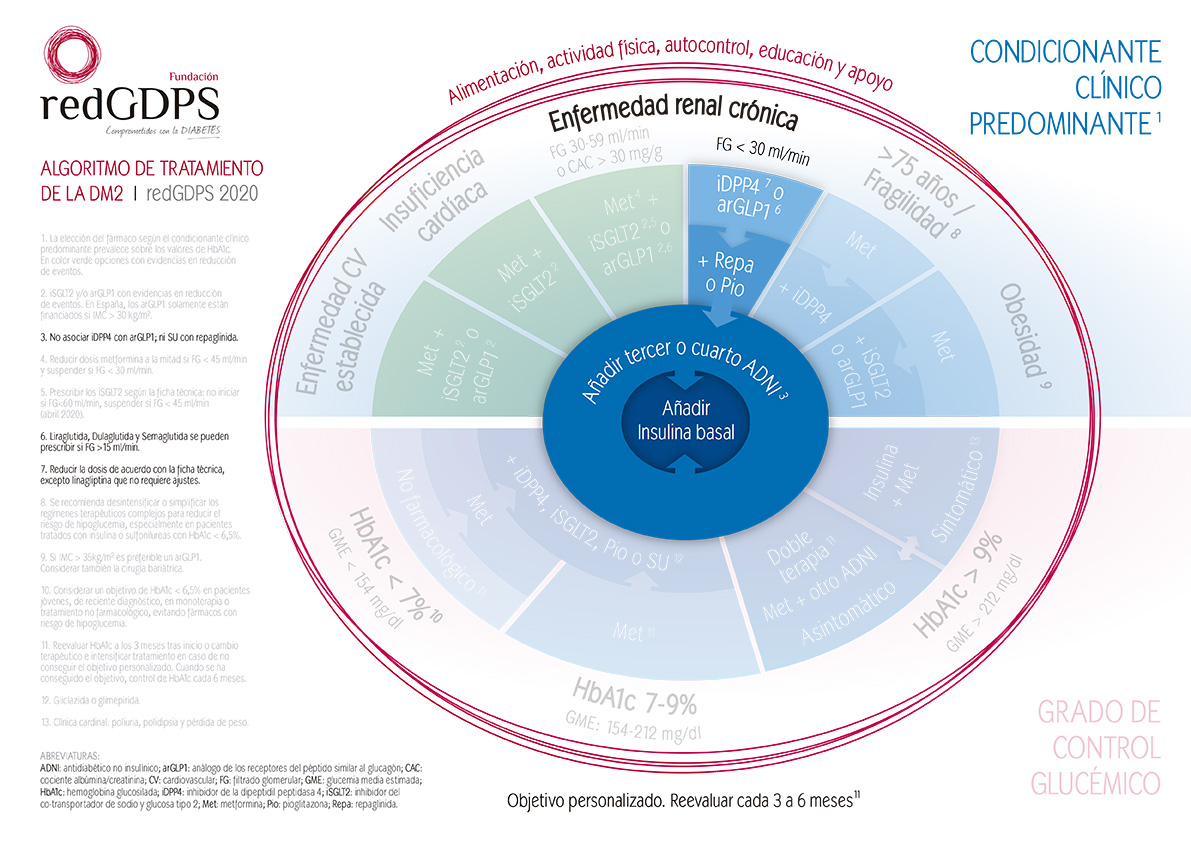 Fundación
redGDPS
Comprometidos con la DIABETES
ALGORITMO DE TRATAMIENTO
DE LA DM2 | redGDPS 2020
1. La elección del fármaco según el condicionante clínico
predominante prevalece sobre los valores de HbA1c.
En color verde opciones con evidencias en reducción
de eventos.
2. iSGLT2 y/o arGLP1 con evidencias en reducción
de eventos. En España, los arGLP1 solamente están
financiados si IMC > 30 kg/m².
3. No asociar iDPP4 con arGLP1; ni SU con repaglinida.
4. Reducir dosis metformina a la mitad si FG < 45 ml/min
y suspender si FG < 30 ml/min.
5. Prescribir los iSGLT2 según la ficha técnica: no iniciar
si FG<60 ml/min, suspender si FG < 45 ml/min
(abril 2020).
6. Liraglutida, Dulaglutida y Semaglutida se pueden
prescribir si FG >15 ml/min.
7. Reducir la dosis de acuerdo con la ficha técnica,
excepto linagliptina que no requiere ajustes.
8. Se recomienda desintensificar o simplificar los
regímenes terapéuticos complejos para reducir el
riesgo de hipoglucemia, especialmente en pacientes
tratados con insulina o sulfonilureas con HbA1c < 6,5%.
9. Si IMC > 35kg/m² es preferible un arGLP1.
Considerar también la cirugía bariátrica.
10. Considerar un objetivo de HbA1c < 6,5% en pacientes
jóvenes, de reciente diagnóstico, en monoterapia o
tratamiento no farmacológico, evitando fármacos con
riesgo de hipoglucemia.
11. Reevaluar HbA1c a los 3 meses tras inicio o cambio
terapéutico e intensificar tratamiento en caso de no
conseguir el objetivo personalizado. Cuando se ha
conseguido el objetivo, control de HbA1c cada 6 meses.
12. Gliclazida o glimepirida.
13. Clínica cardinal: poliuria, polidipsia y pérdida de peso.
ABREVIATURAS:
ADNI: antidiabético no insulínico; arGLP1: análogo de los receptores del péptido similar al glucagón; CAC:
cociente albúmina/creatinina; CV: cardiovascular; FG: filtrado glomerular; GME: glucemia media estimada;
HbA1c: hemoglobina glucosilada; iDPP4: inhibidor de la dipeptidil peptidasa 4; iSGLT2: inhibidor del
co-transportador de sodio y glucosa tipo 2; Met: metformina; Pio: pioglitazona; Repa: repaglinida.
Alimentación, actividad física, autocontrol, educación y apoyo
CONDICIONANTE
CLÍNICO
PREDOMINANTE ¹
Enfermedad CV
establecida
Met +
iSGLT2 ² o
arGLP1 ²
Insuficiencia
cardíaca
Met +
iSGLT2 ²
Enfermedad renal crónica
FG 30-59 ml/min
o CAC > 30 mg/g
Met ⁴ +
iSGLT2 ²,⁵ o
arGLP1 ²,⁶
FG < 30 ml/min
iDPP4 ⁷ o
arGLP1 ⁶
+ Repa
o Pio
>75 años /
Fragilidad ⁸
Met
+ iDPP4
Obesidad ⁹
Met
+ iSGLT2
o arGLP1
Añadir tercer o cuarto ADNI ³
Añadir
Insulina basal
HbA1c < 7% ¹⁰
GME < 154 mg/dl
No farmacológico ¹¹
Met
+ iDPP4, iSGLT2, Pio o SU ¹²
Met ¹¹
HbA1c 7-9%
GME: 154-212 mg/dl
Doble
terapia ¹¹
Met + otro ADNI
Asintomático
Insulina
+ Met
Sintomático ¹³
HbA1c > 9%
GME > 212 mg/dl
GRADO DE
CONTROL
GLUCÉMICO
Objetivo personalizado. Reevaluar cada 3 a 6 meses¹¹